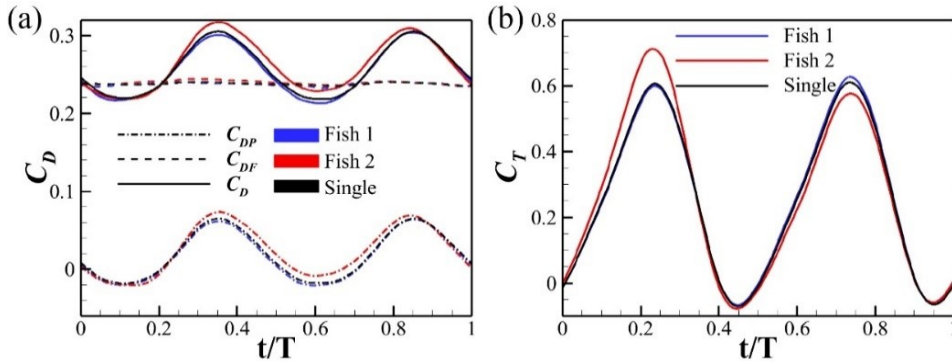 (a)
0.3
0.2
0.1
0
C_D
C_DP
C_DF
C_D
Fish 1
Fish 2
Single
0 0.2 0.4 0.6 0.8 1
t/T
(b)
0.8
0.6
0.4
0.2
0
C_T
Fish 1
Fish 2
Single
0 0.2 0.4 0.6 0.8 1
t/T